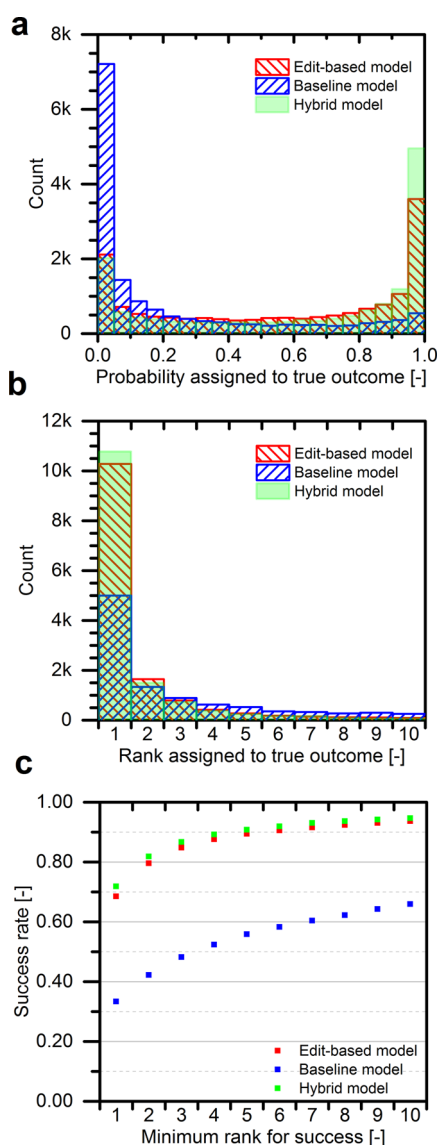 a
8k
6k
4k
2k
0
Count
Edit-based model
Baseline model
Hybrid model
0.0 0.2 0.4 0.6 0.8 1.0
Probability assigned to true outcome [-]
b
12k
10k
8k
6k
4k
2k
0
Count
Edit-based model
Baseline model
Hybrid model
1 2 3 4 5 6 7 8 9 10
Rank assigned to true outcome [-]
c
1.00
0.80
0.60
0.40
0.20
0.00
Success rate [-]
Edit-based model
Baseline model
Hybrid model
1 2 3 4 5 6 7 8 9 10
Minimum rank for success [-]